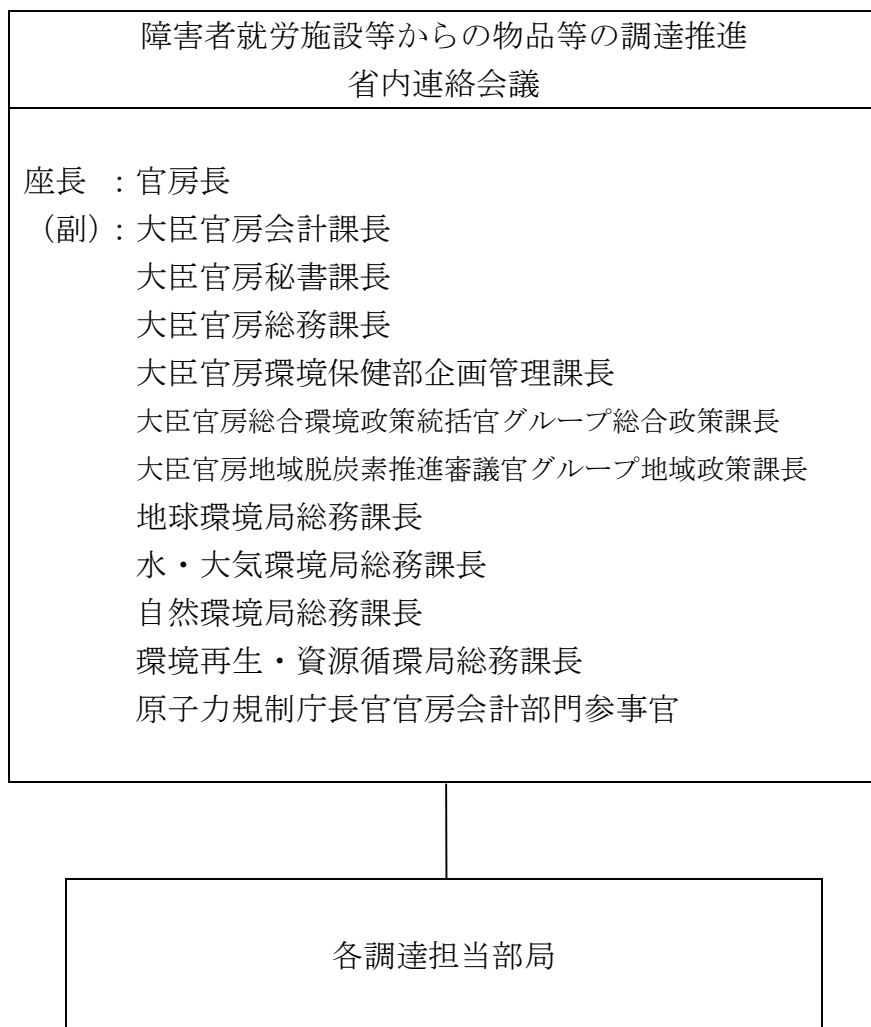 障害者就労施設等からの物品等の調達推進
省内連絡会議
座長 ：官房長
（副）：大臣官房会計課長
大臣官房秘書課長
大臣官房総務課長
大臣官房環境保健部企画管理課長
大臣官房総合環境政策統括官グループ総合政策課長
大臣官房地域脱炭素推進審議官グループ地域政策課長
地球環境局総務課長
水・大気環境局総務課長
自然環境局総務課長
環境再生・資源循環局総務課長
原子力規制庁長官官房会計部門参事官
各調達担当部局